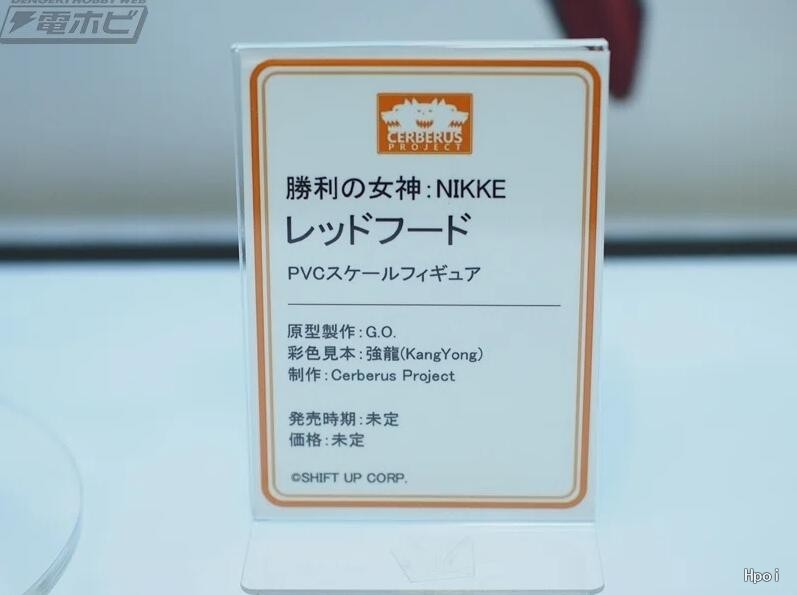 DENGEKI HOBBY WEB
電ホビ
CERBERUS
PROJECT
勝利の女神:NIKKE
レッドフード
PVCスケールフィギュア
原型製作:G.O.
彩色見本:強龍(KangYong)
制作:Cerberus Project
発売時期:未定
価格:未定
©SHIFT UP CORP.
Hpoi